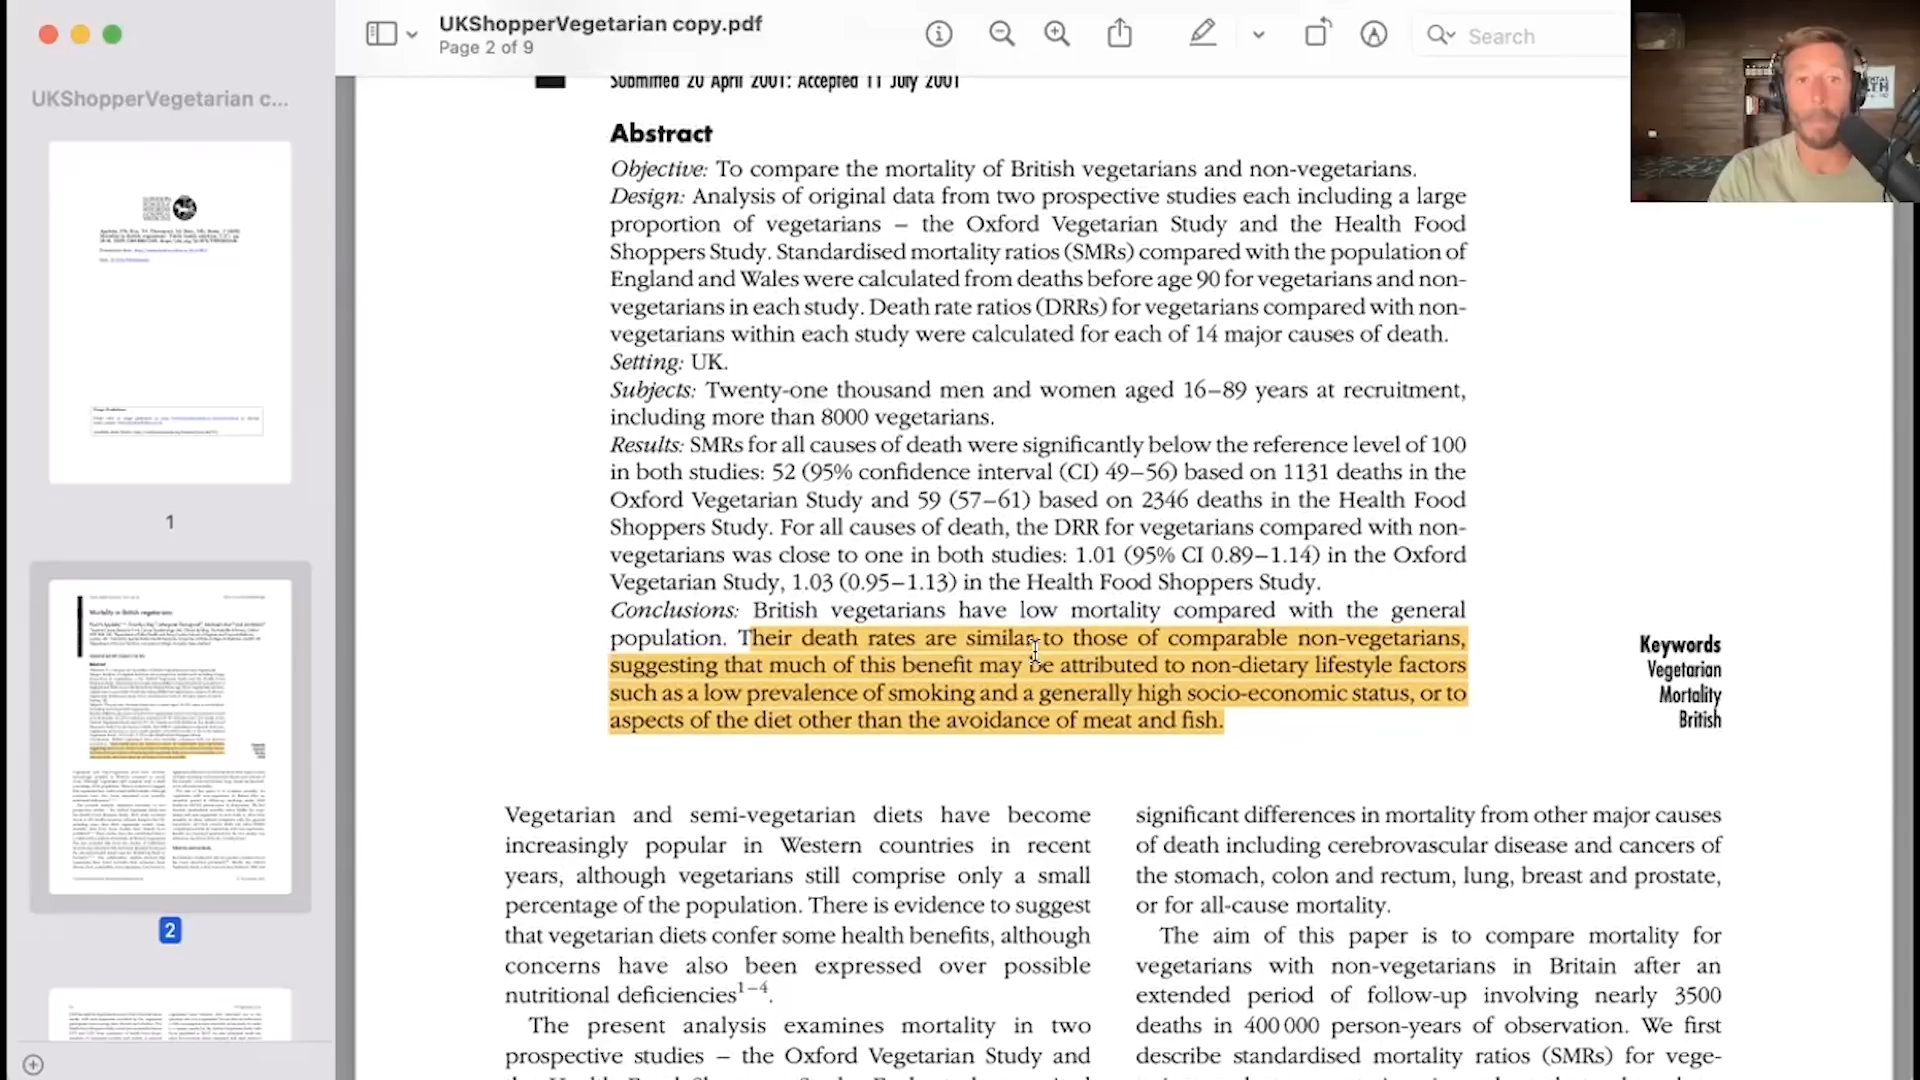 UKShopperVegetarian copy.pdf
Page 2 of 9
Search
UKShopperVegetarian c...
1
2
Submitted 20 April 2001: Accepted 11 July 2001
Abstract
Objective: To compare the mortality of British vegetarians and non-vegetarians.
Design: Analysis of original data from two prospective studies each including a large
proportion of vegetarians – the Oxford Vegetarian Study and the Health Food
Shoppers Study. Standardised mortality ratios (SMRs) compared with the population of
England and Wales were calculated from deaths before age 90 for vegetarians and non-
vegetarians in each study. Death rate ratios (DRRs) for vegetarians compared with non-
vegetarians within each study were calculated for each of 14 major causes of death.
Setting: UK.
Subjects: Twenty-one thousand men and women aged 16–89 years at recruitment,
including more than 8000 vegetarians.
Results: SMRs for all causes of death were significantly below the reference level of 100
in both studies: 52 (95% confidence interval (CI) 49–56) based on 1131 deaths in the
Oxford Vegetarian Study and 59 (57–61) based on 2346 deaths in the Health Food
Shoppers Study. For all causes of death, the DRR for vegetarians compared with non-
vegetarians was close to one in both studies: 1.01 (95% CI 0.89–1.14) in the Oxford
Vegetarian Study, 1.03 (0.95–1.13) in the Health Food Shoppers Study.
Conclusions: British vegetarians have low mortality compared with the general
population. Their death rates are similar to those of comparable non-vegetarians,
suggesting that much of this benefit may be attributed to non-dietary lifestyle factors
such as a low prevalence of smoking and a generally high socio-economic status, or to
aspects of the diet other than the avoidance of meat and fish.
Keywords
Vegetarian
Mortality
British
Vegetarian and semi-vegetarian diets have become
increasingly popular in Western countries in recent
years, although vegetarians still comprise only a small
percentage of the population. There is evidence to suggest
that vegetarian diets confer some health benefits, although
concerns have also been expressed over possible
nutritional deficiencies1–4.
The present analysis examines mortality in two
prospective studies – the Oxford Vegetarian Study and
significant differences in mortality from other major causes
of death including cerebrovascular disease and cancers of
the stomach, colon and rectum, lung, breast and prostate,
or for all-cause mortality.
The aim of this paper is to compare mortality for
vegetarians with non-vegetarians in Britain after an
extended period of follow-up involving nearly 3500
deaths in 400 000 person-years of observation. We first
describe standardised mortality ratios (SMRs) for vege-